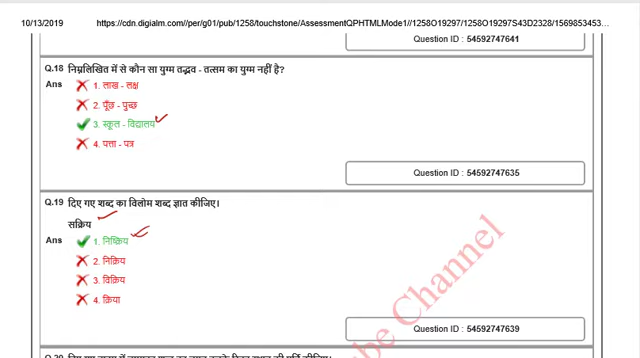 10/13/2019 https://cdn.digialm.com//per/g01/pub/1258/touchstone/AssessmentQPHTMLMode1//1258O19297/1258O19297S43D2328/1569853453…
Question ID : 54592747641
Q.18 निम्नलिखित में से कौन सा युग्म तद्भव - तत्सम का युग्म नहीं है?
Ans 1. लाख - लक्ष
2. पूँछ - पुच्छ
3. स्कूल - विद्यालय
4. पत्ता - पत्र
Question ID : 54592747635
Q.19 दिए गए शब्द का विलोम शब्द ज्ञात कीजिए।
सक्रिय
Ans 1. निष्क्रिय
2. निक्रिय
3. विक्रिय
4. क्रिया
be Channel
Question ID : 54592747639